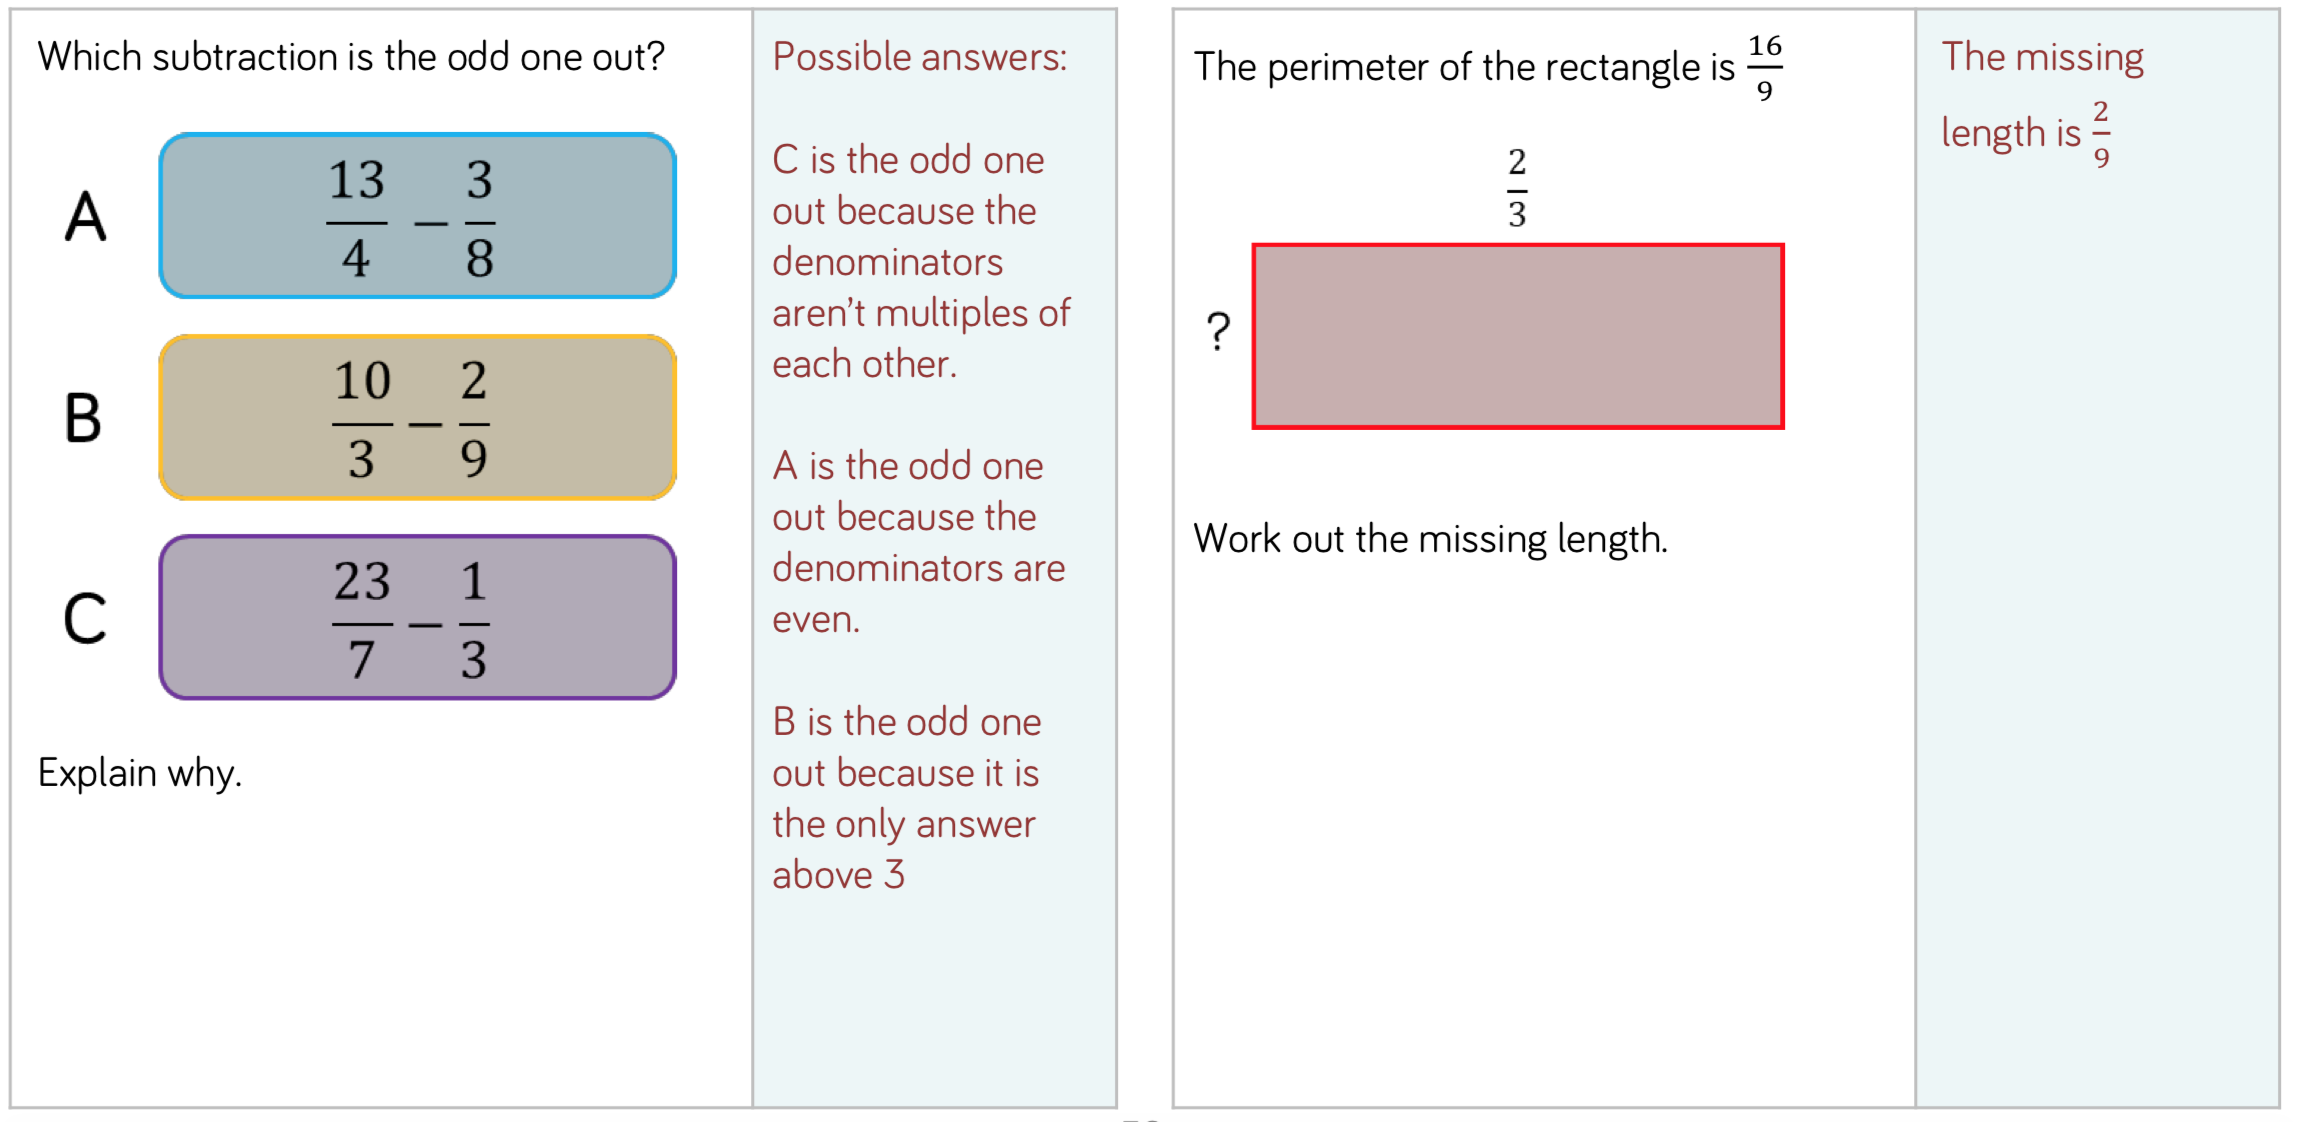 Which subtraction is the odd one out?
A
13/4 − 3/8
B
10/3 − 2/9
C
23/7 − 1/3
Explain why.
Possible answers:
C is the odd one
out because the
denominators
aren’t multiples of
each other.
A is the odd one
out because the
denominators are
even.
B is the odd one
out because it is
the only answer
above 3
The perimeter of the rectangle is 16/9
2/3
?
Work out the missing length.
The missing
length is 2/9